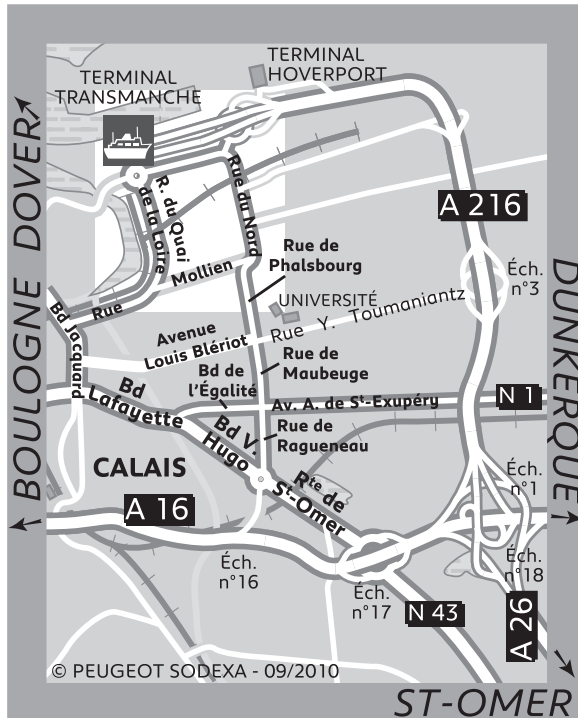 TERMINAL
HOVERPORT
TERMINAL
TRANSMANCHE
DOVER
BOULOGNE
R. du Quai
de la Loire
Rue du Nord
A 216
Rue de
Phalsbourg
Mollien
Rue
Éch.
n°3
UNIVERSITÉ
Rue Y. Toumaniantz
Bd Jacquard
Avenue
Louis Blériot
Rue de
Maubeuge
Bd de
l'Égalité
Bd
Lafayette
Av. A. de St-Exupéry
N 1
Bd V.
Hugo
Rue de
Ragueneau
DUNKERQUE
CALAIS
Rte de
St-Omer
Éch.
n°1
A 16
Éch.
n°16
Éch.
n°17
Éch.
n°18
N 43
A 26
© PEUGEOT SODEXA - 09/2010
ST-OMER